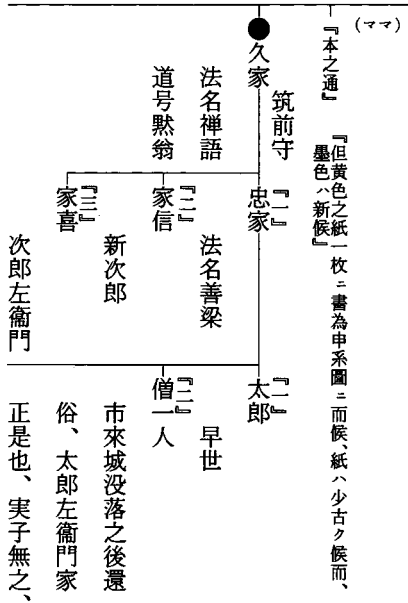 (ママ)
『本之通』
『但黄色之紙一枚ニ書為申系圖ニ而候、紙ハ少古ク候而、
墨色ハ新候』
●久家
筑前守
法名禅語
道号黙翁
『一』
忠家
法名善梁
『二』
家信
新次郎
『三』
家喜
次郎左衞門
『一』
太郎
早世
『二』
僧一人
市來城没落之後還
俗、太郎左衞門家
正是也、実子無之、